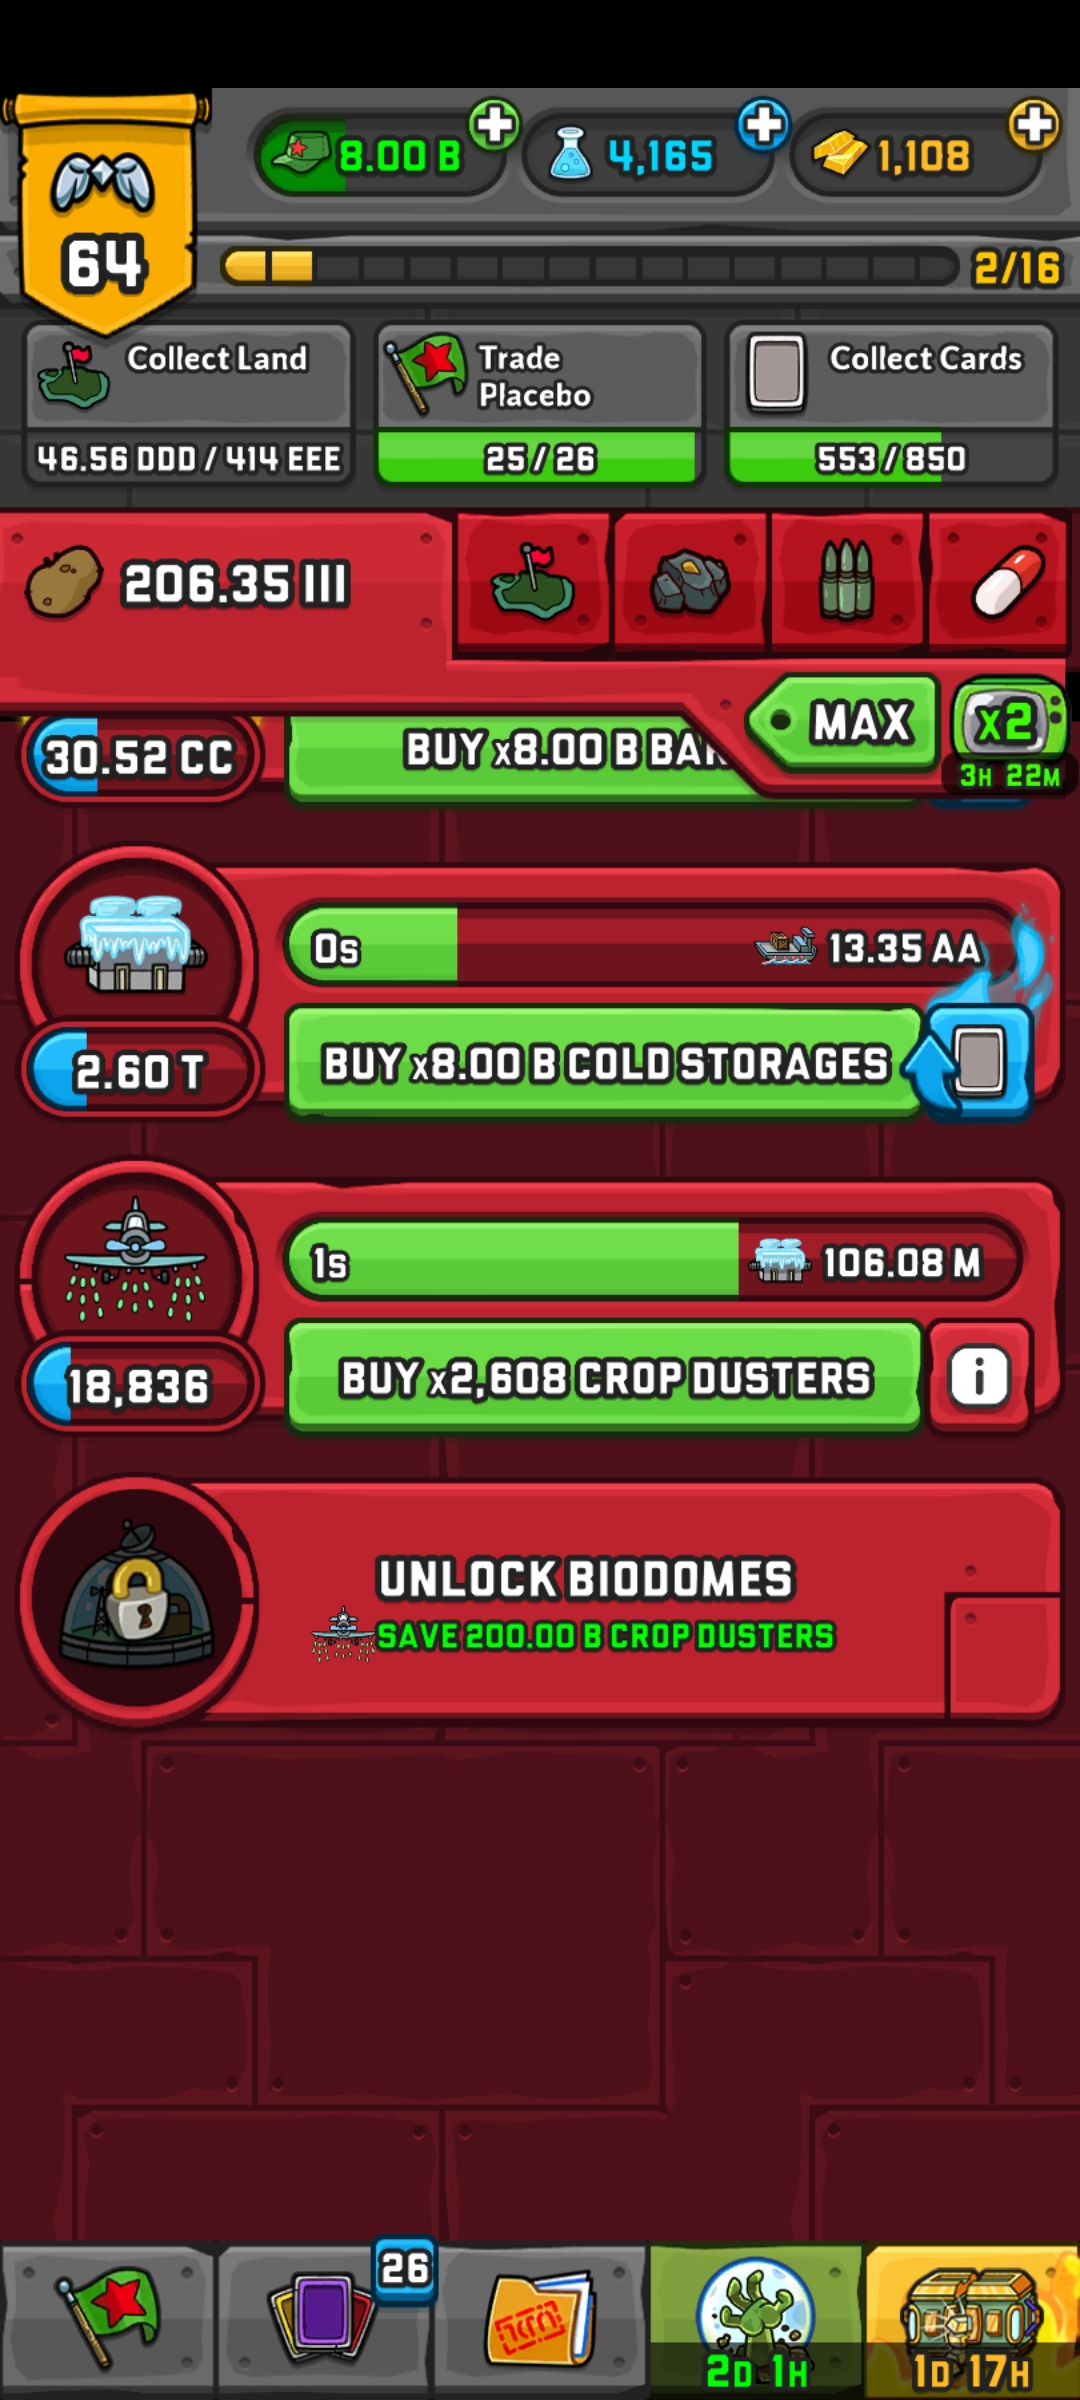 8.00 B
4,165
1,108
64
2/16
Collect Land
46.56 DDD / 414 EEE
Trade
Placebo
25 / 26
Collect Cards
553 / 850
206.35 III
MAX
x2
3H 22M
30.52 CC
BUY x8.00 B BAR
0s
13.35 AA
2.60 T
BUY x8.00 B COLD STORAGES
1s
106.08 M
18,836
BUY x2,608 CROP DUSTERS
i
UNLOCK BIODOMES
SAVE 200.00 B CROP DUSTERS
26
2D 1H
1D 17H